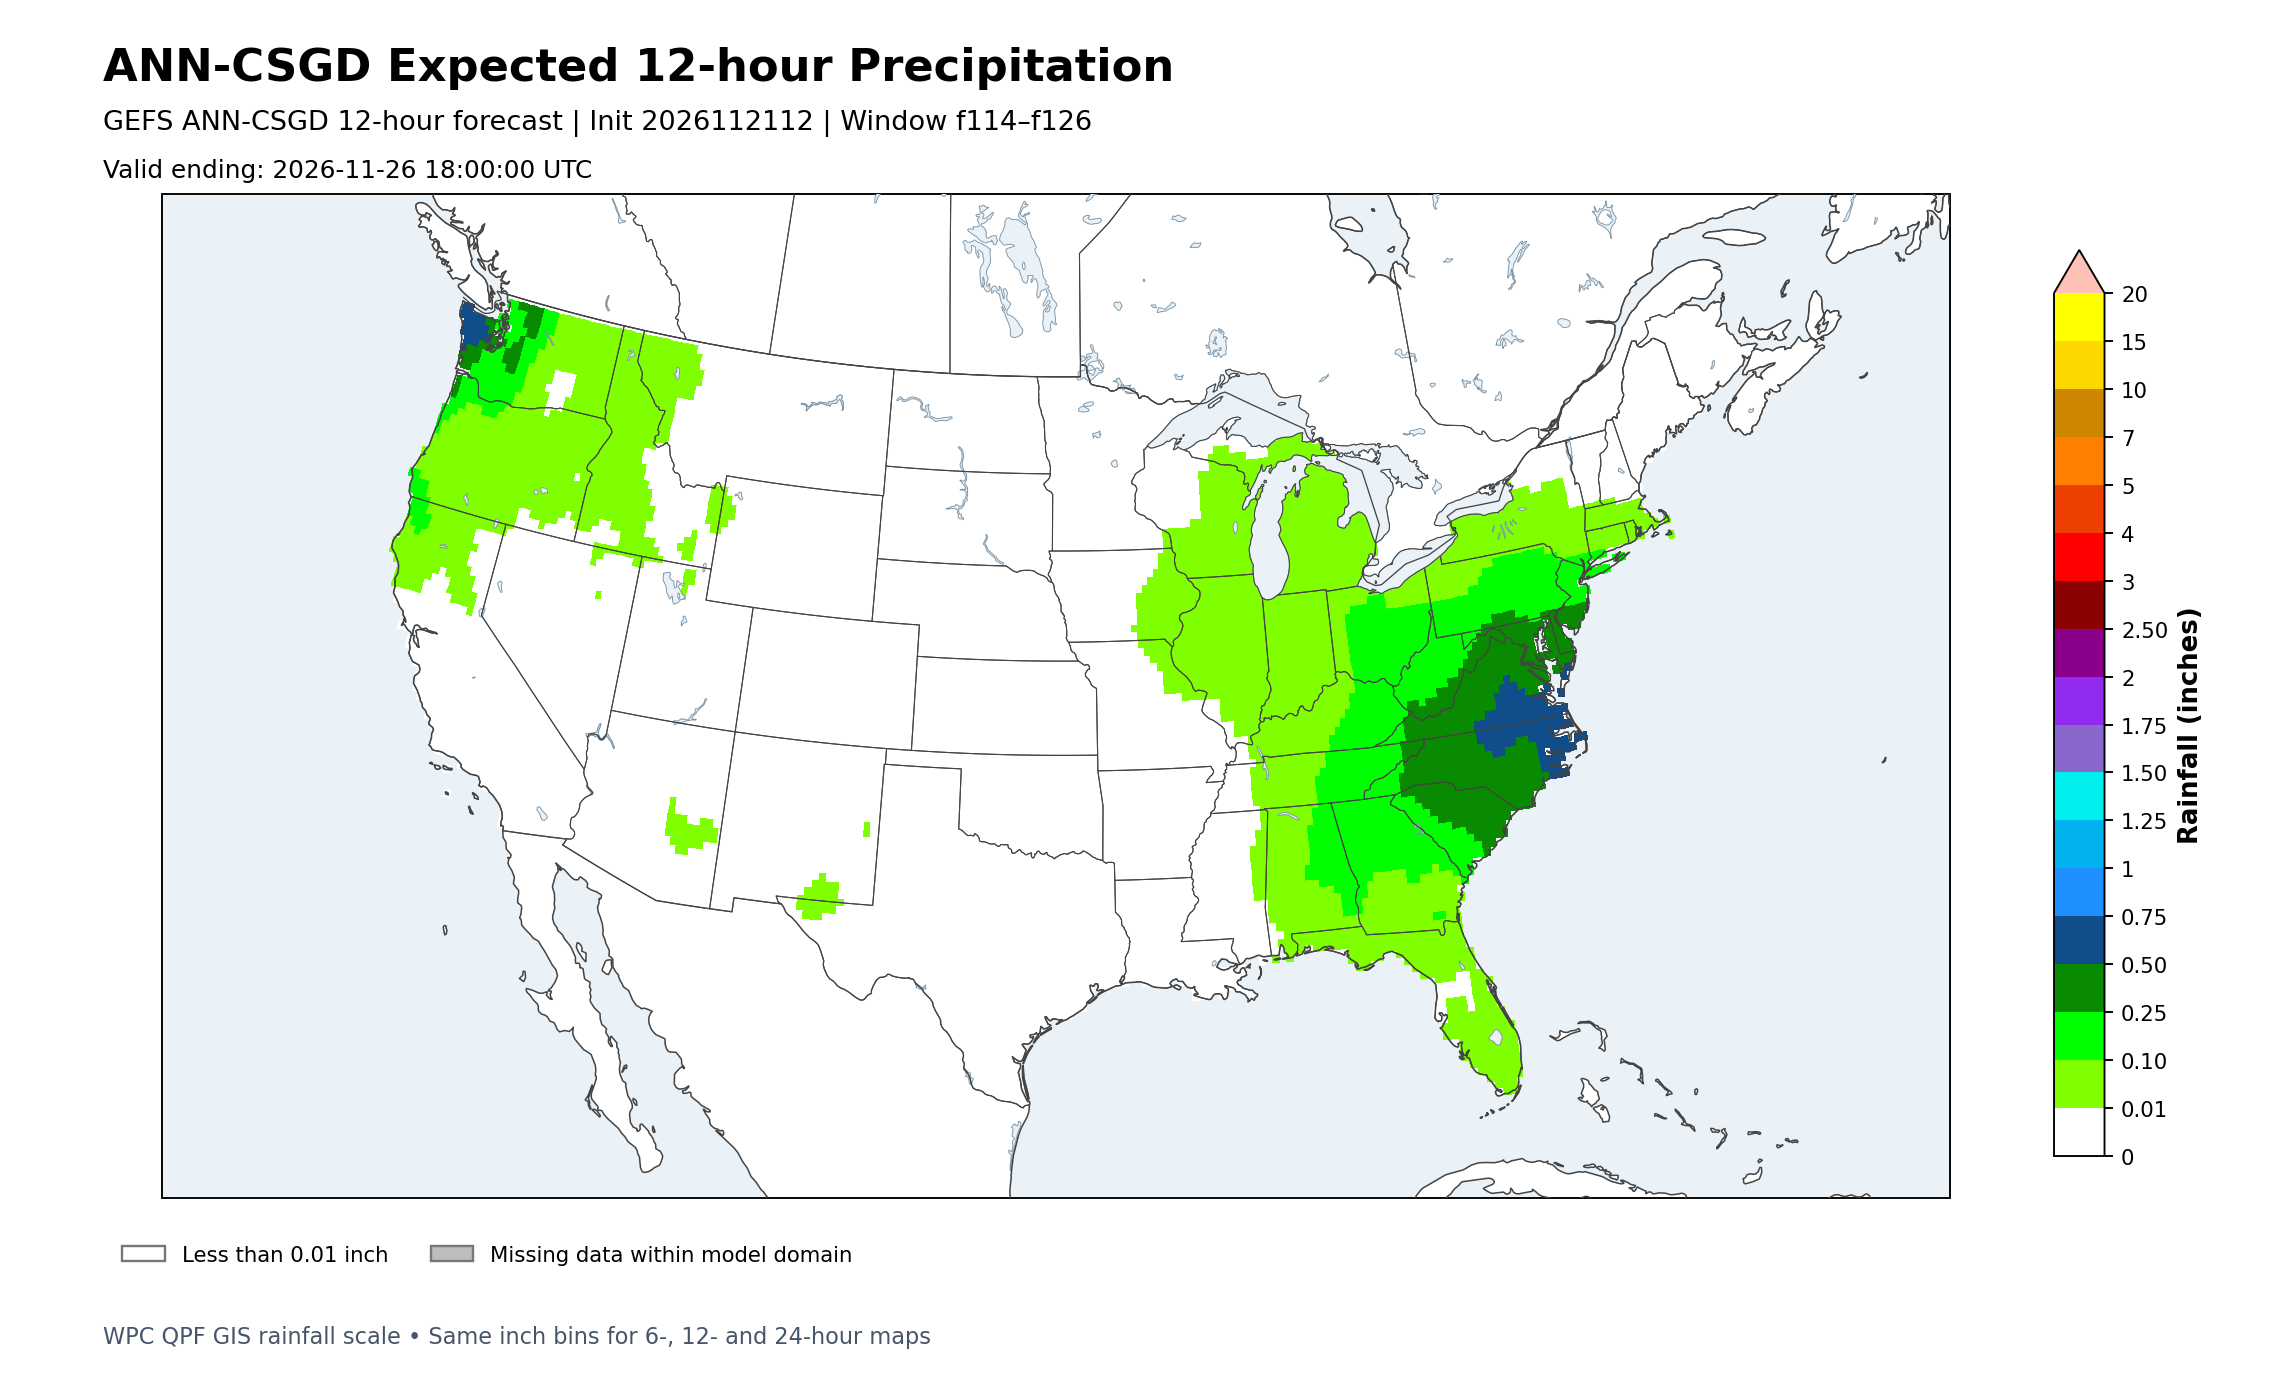 ANN-CSGD Expected 12-hour Precipitation
GEFS ANN-CSGD 12-hour forecast | Init 2026112112 | Window f114–f126
Valid ending: 2026-11-26 18:00:00 UTC
20
15
10
7
5
4
3
2.50
2
1.75
1.50
1.25
1
0.75
0.50
0.25
0.10
0.01
0
Rainfall (inches)
Less than 0.01 inch
Missing data within model domain
WPC QPF GIS rainfall scale • Same inch bins for 6-, 12- and 24-hour maps